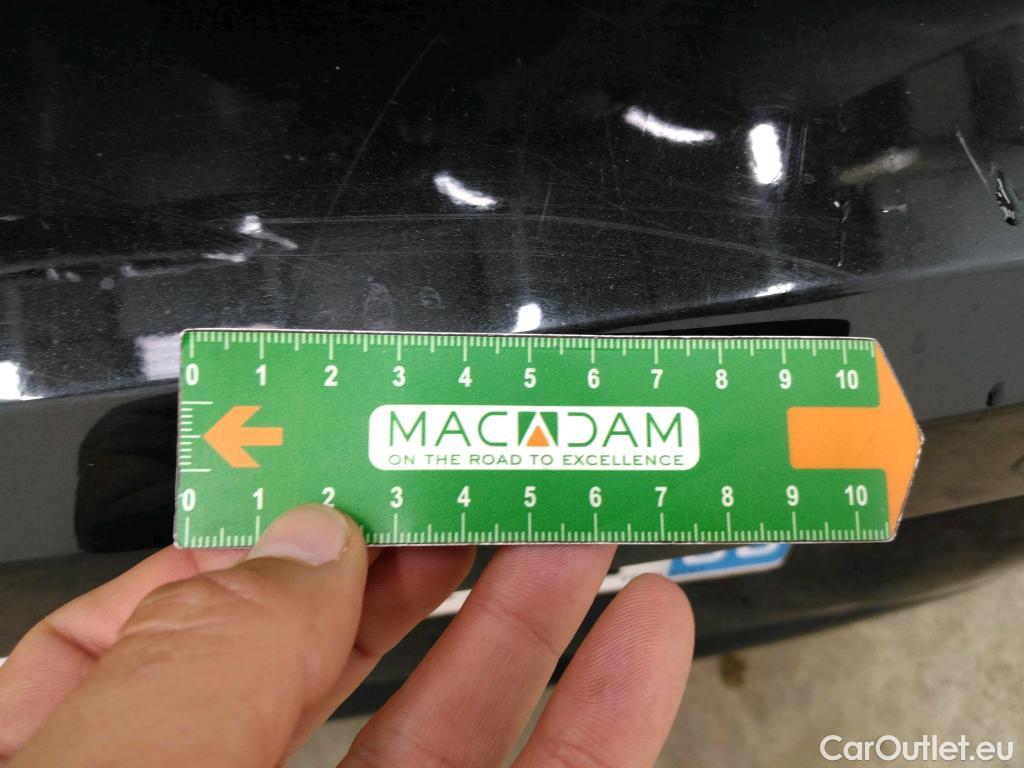 0 1 2 3 4 5 6 7 8 9 10
MACADAM
ON THE ROAD TO EXCELLENCE
0 1 2 3 4 5 6 7 8 9 10
CarOutlet.eu